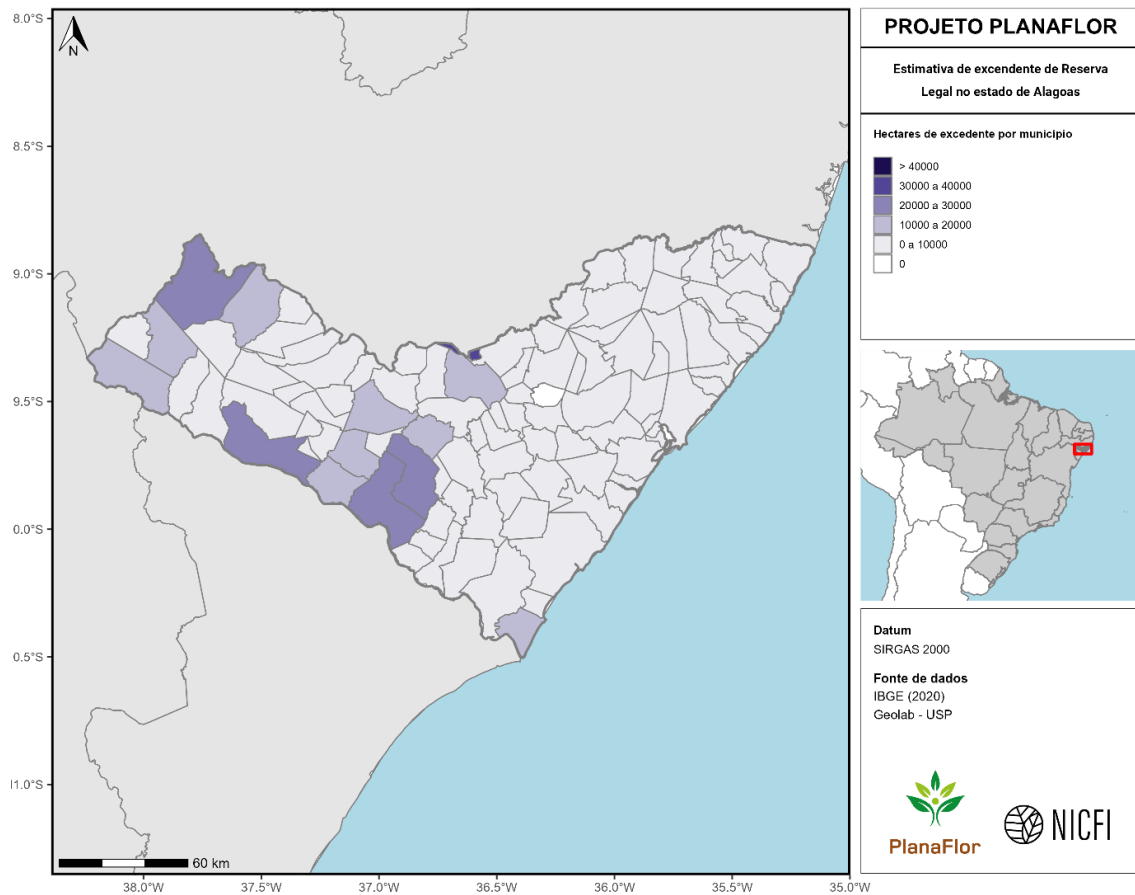 8.0°S
8.5°S
9.0°S
9.5°S
0.0°S
0.5°S
l1.0°S
N
60 km
38.0°W
37.5°W
37.0°W
36.5°W
36.0°W
35.5°W
35.0°W
PROJETO PLANAFLOR
Estimativa de excendente de Reserva
Legal no estado de Alagoas
Hectares de excedente por município
> 40000
30000 a 40000
20000 a 30000
10000 a 20000
0 a 10000
0
Datum
SIRGAS 2000
Fonte de dados
IBGE (2020)
Geolab - USP
PlanaFlor
NICFI